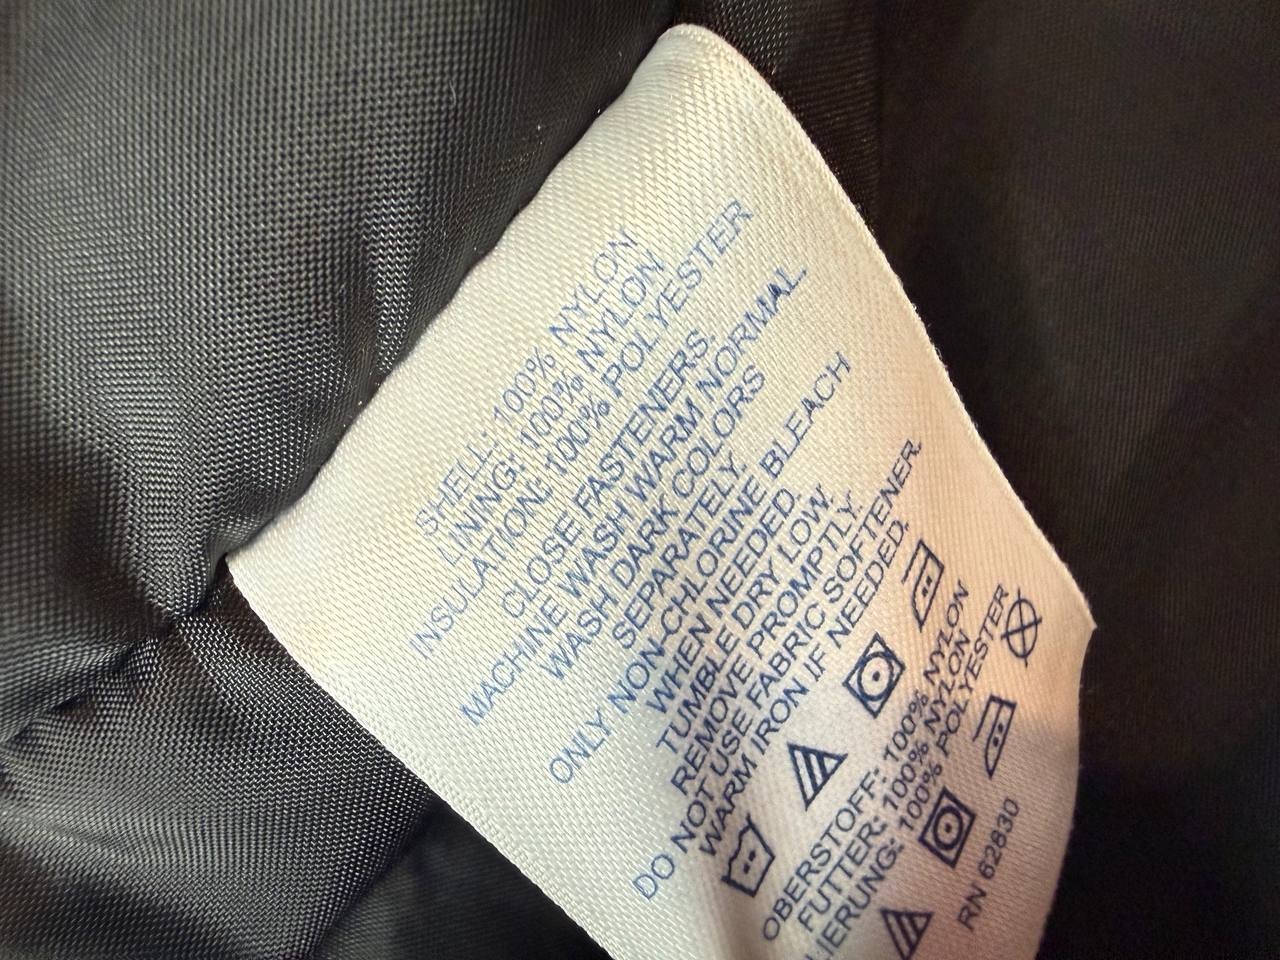 SHELL: 100% NYLON
LINING: 100% NYLON
INSULATION: 100% POLYESTER
CLOSE FASTENERS.
MACHINE WASH WARM NORMAL.
WASH DARK COLORS
SEPARATELY.
ONLY NON-CHLORINE BLEACH
WHEN NEEDED.
TUMBLE DRY LOW.
REMOVE PROMPTLY.
DO NOT USE FABRIC SOFTENER.
WARM IRON IF NEEDED.
OBERSTOFF: 100% NYLON
FUTTER: 100% NYLON
LIERUNG: 100% POLYESTER
RN 62830